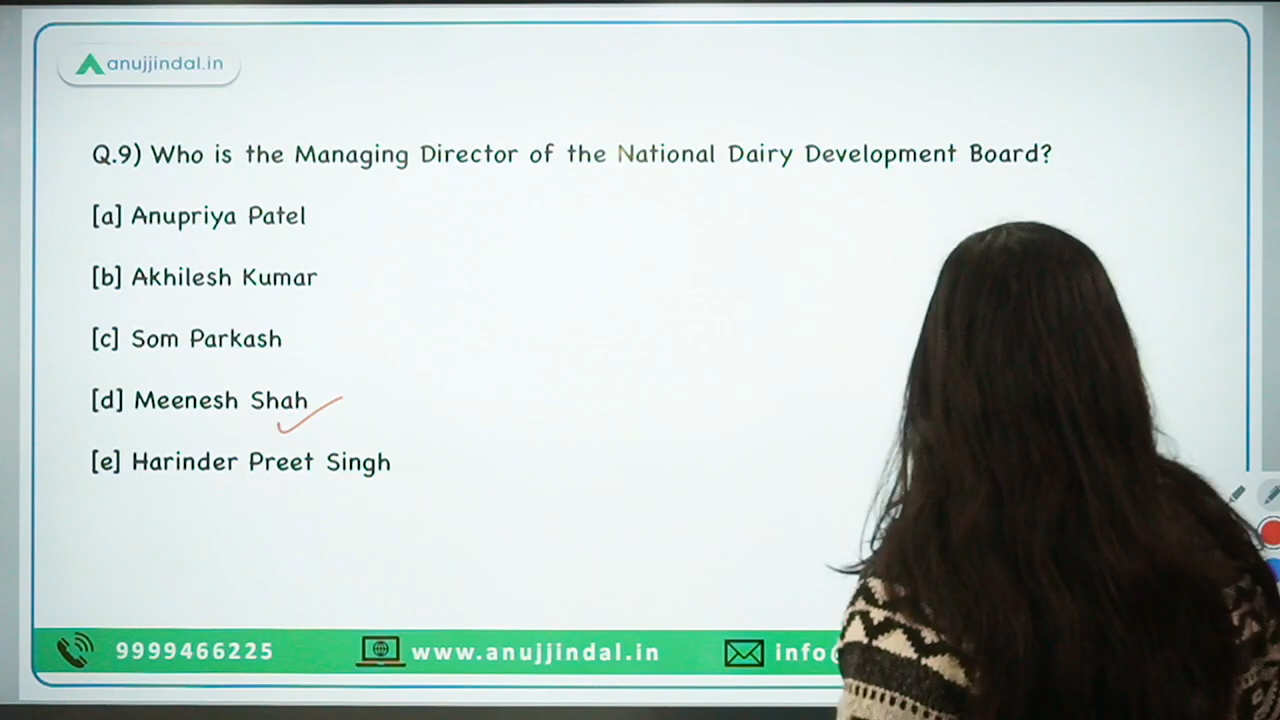 anujjindal.in
Q.9) Who is the Managing Director of the National Dairy Development Board?
[a] Anupriya Patel
[b] Akhilesh Kumar
[c] Som Parkash
[d] Meenesh Shah
[e] Harinder Preet Singh
9999466225 www.anujjindal.in